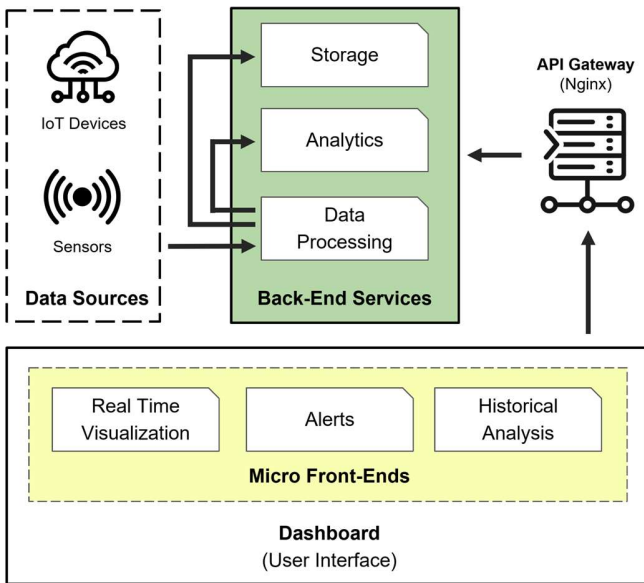 IoT Devices
Sensors
Data Sources
Storage
Analytics
Data
Processing
Back-End Services
API Gateway
(Nginx)
Real Time
Visualization
Alerts
Historical
Analysis
Micro Front-Ends
Dashboard
(User Interface)